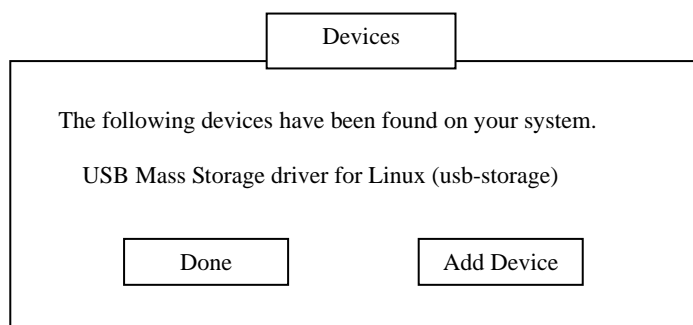 Devices
The following devices have been found on your system.
USB Mass Storage driver for Linux (usb-storage)
Done
Add Device